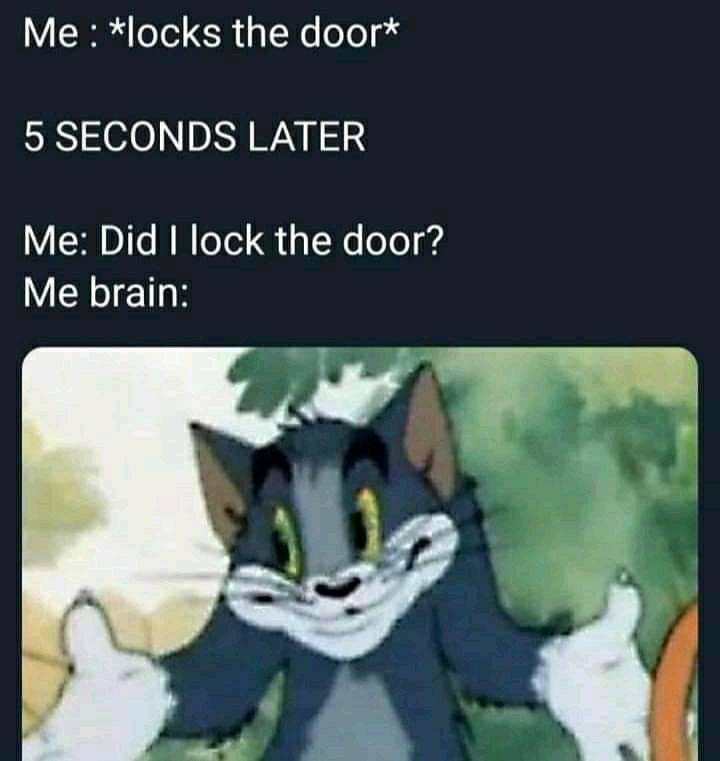 Me : *locks the door*
5 SECONDS LATER
Me: Did I lock the door?
Me brain: